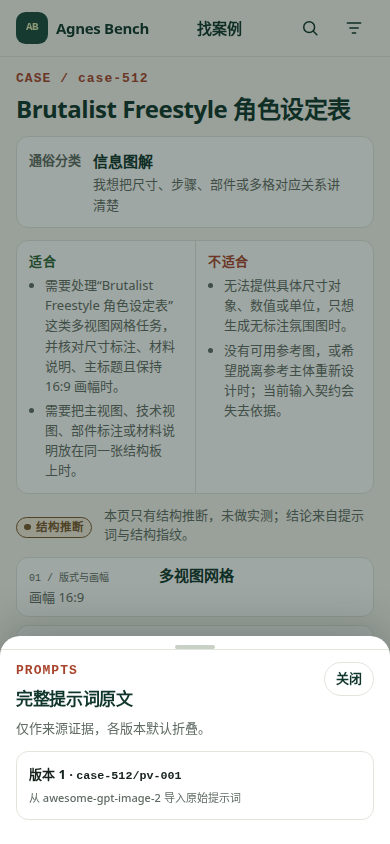 AB
Agnes Bench
找案例
CASE / case-512
Brutalist Freestyle 角色设定表
通俗分类
信息图解
我想把尺寸、步骤、部件或多格对应关系讲
清楚
适合
需要处理“Brutalist
Freestyle 角色设定表”
这类多视图网格任务，
并核对尺寸标注、材料
说明、主标题且保持
16:9 画幅时。
需要把主视图、技术视
图、部件标注或材料说
明放在同一张结构板
上时。
不适合
无法提供具体尺寸对
象、数值或单位，只想
生成无标注氛围图时。
没有可用参考图，或希
望脱离参考主体重新设
计时；当前输入契约会
失去依据。
结构推断
本页只有结构推断，未做实测；结论来自提示
词与结构指纹。
01 / 版式与画幅
多视图网格
画幅 16:9
PROMPTS
关闭
完整提示词原文
仅作来源证据，各版本默认折叠。
版本 1 · case-512/pv-001
从 awesome-gpt-image-2 导入原始提示词